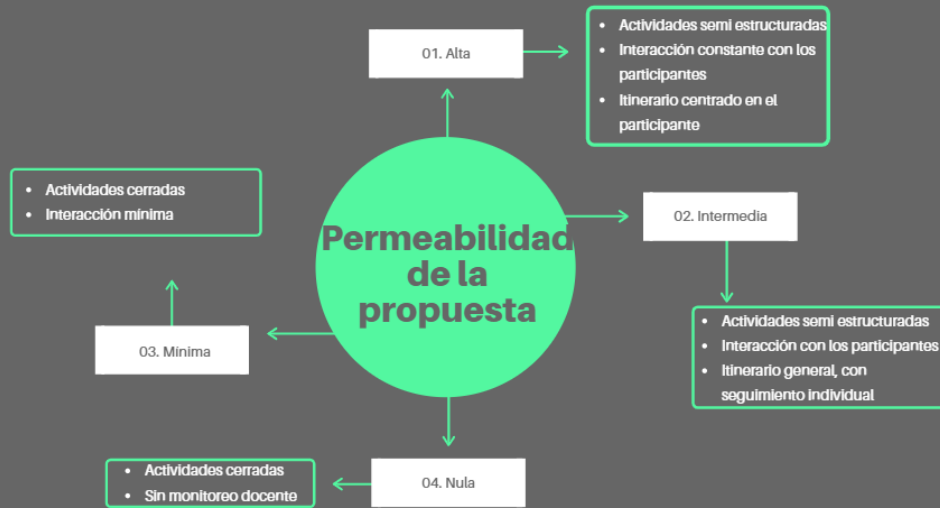 01. Alta
• Actividades semi estructuradas
• Interacción constante con los
participantes
• Itinerario centrado en el
participante
• Actividades cerradas
• Interacción mínima
Permeabilidad
de la
propuesta
02. Intermedia
• Actividades semi estructuradas
• Interacción con los participantes
• Itinerario general, con
seguimiento individual
03. Mínima
04. Nula
• Actividades cerradas
• Sin monitoreo docente